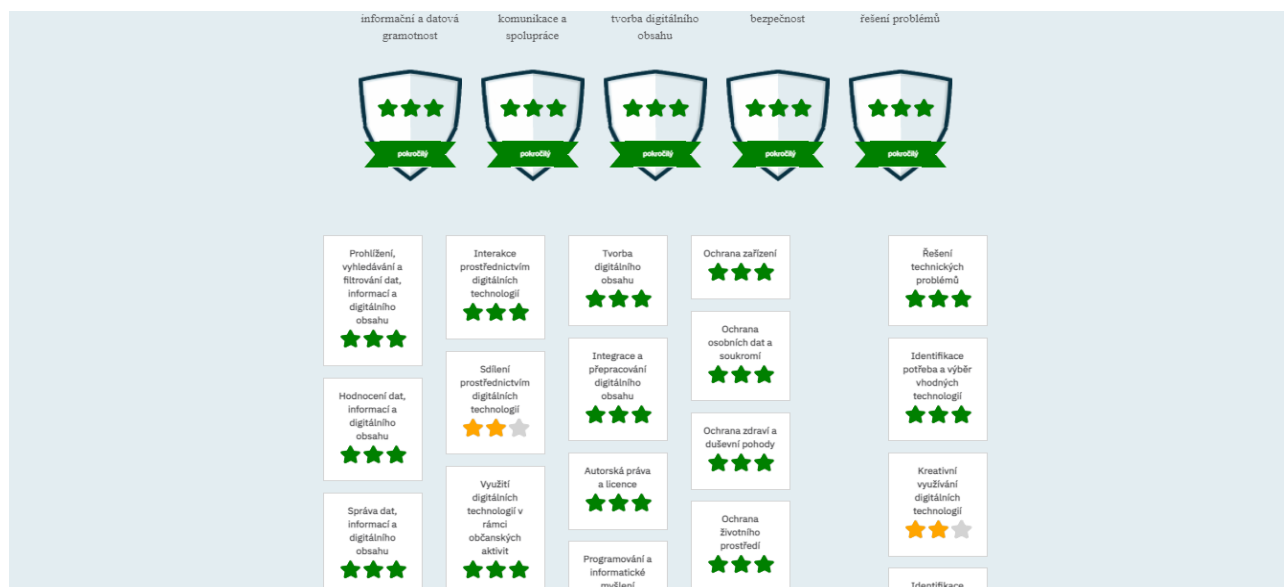 informační a datová
gramotnost
komunikace a
spolupráce
tvorba digitálního
obsahu
bezpečnost
řešení problémů
pokročilý
pokročilý
pokročilý
pokročilý
pokročilý
Prohlížení,
vyhledávání a
filtrování dat,
informací a
digitálního
obsahu
Hodnocení dat,
informací a
digitálního
obsahu
Správa dat,
informací a
digitálního
obsahu
Interakce
prostřednictvím
digitálních
technologií
Sdílení
prostřednictvím
digitálních
technologií
Využití
digitálních
technologií v
rámci
občanských
aktivit
Tvorba
digitálního
obsahu
Integrace a
přepracování
digitálního
obsahu
Autorská práva
a licence
Programování a
informatické
myšlení
Ochrana zařízení
Ochrana
osobních dat a
soukromí
Ochrana zdraví a
duševní pohody
Ochrana
životního
prostředí
Řešení
technických
problémů
Identifikace
potřeba a výběr
vhodných
technologií
Kreativní
využívání
digitálních
technologií
Identifikace